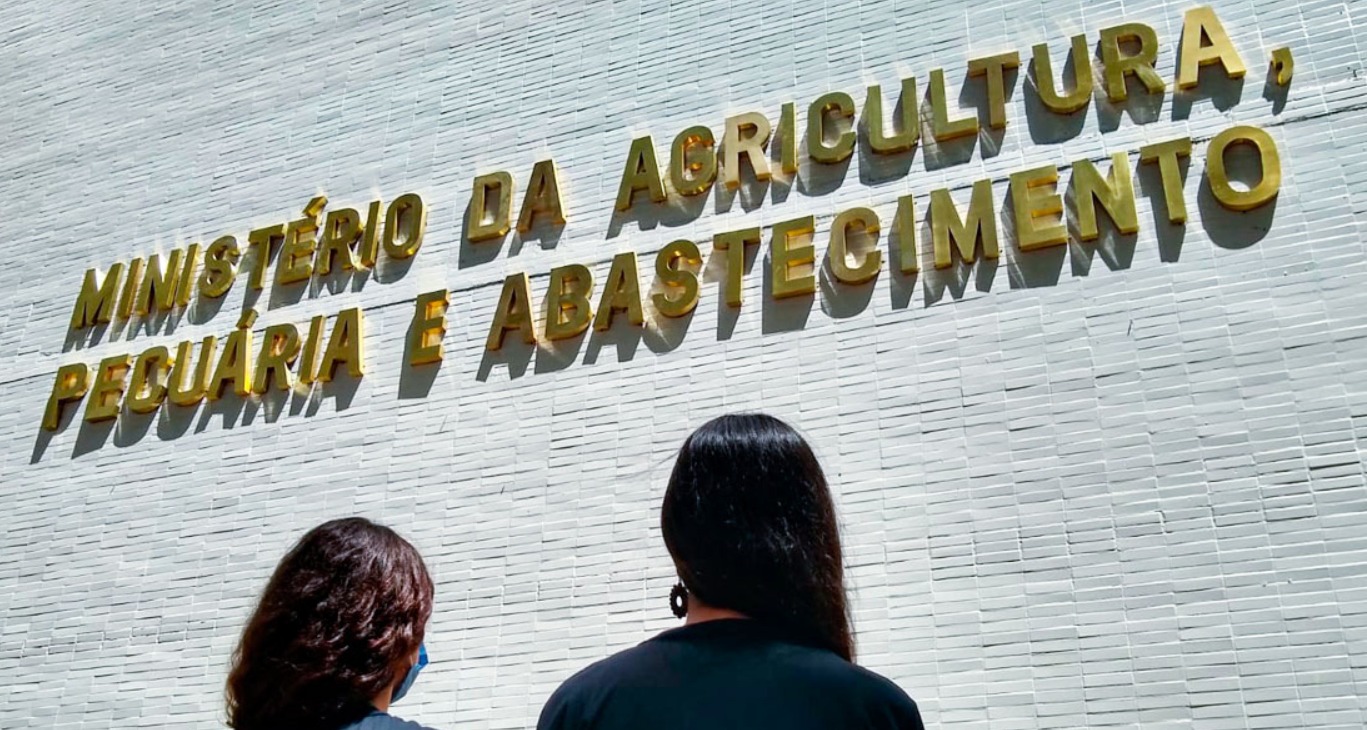 MINISTÉRIO DA AGRICULTURA,
PECUÁRIA E ABASTECIMENTO